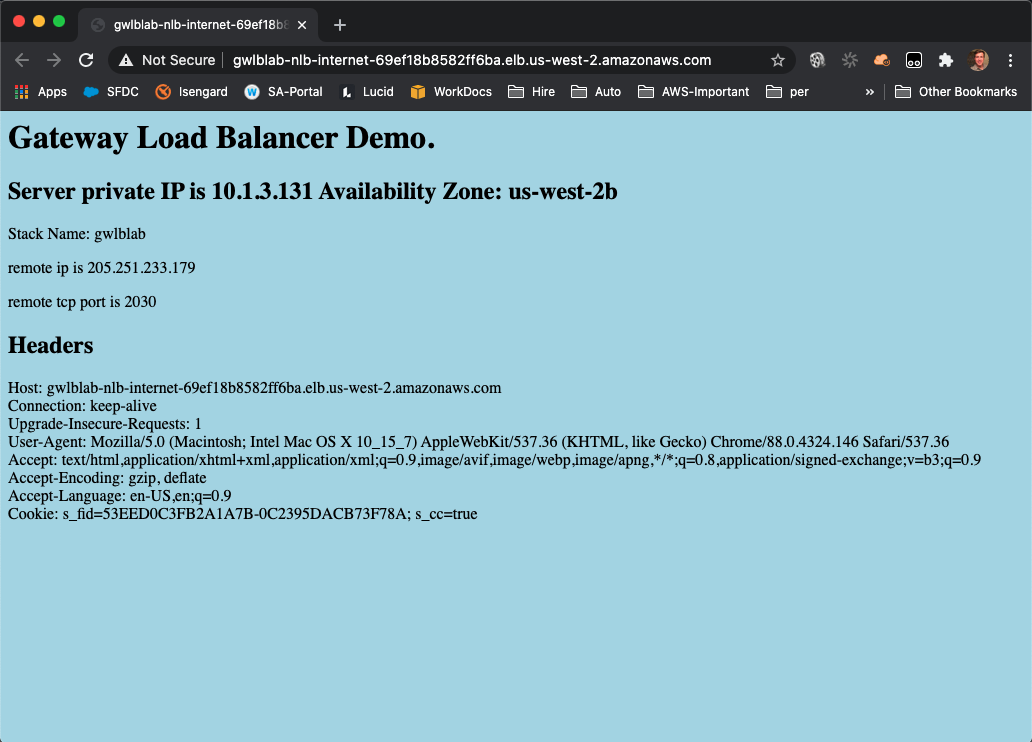 gwlblab-nlb-internet-69ef18b8
Not Secure
gwlblab-nlb-internet-69ef18b8582ff6ba.elb.us-west-2.amazonaws.com
Apps SFDC Isengard SA-Portal Lucid WorkDocs Hire Auto AWS-Important per » Other Bookmarks
Gateway Load Balancer Demo.
Server private IP is 10.1.3.131 Availability Zone: us-west-2b
Stack Name: gwlblab
remote ip is 205.251.233.179
remote tcp port is 2030
Headers
Host: gwlblab-nlb-internet-69ef18b8582ff6ba.elb.us-west-2.amazonaws.com
Connection: keep-alive
Upgrade-Insecure-Requests: 1
User-Agent: Mozilla/5.0 (Macintosh; Intel Mac OS X 10_15_7) AppleWebKit/537.36 (KHTML, like Gecko) Chrome/88.0.4324.146 Safari/537.36
Accept: text/html,application/xhtml+xml,application/xml;q=0.9,image/avif,image/webp,image/apng,*/*;q=0.8,application/signed-exchange;v=b3;q=0.9
Accept-Encoding: gzip, deflate
Accept-Language: en-US,en;q=0.9
Cookie: s_fid=53EED0C3FB2A1A7B-0C2395DACB73F78A; s_cc=true